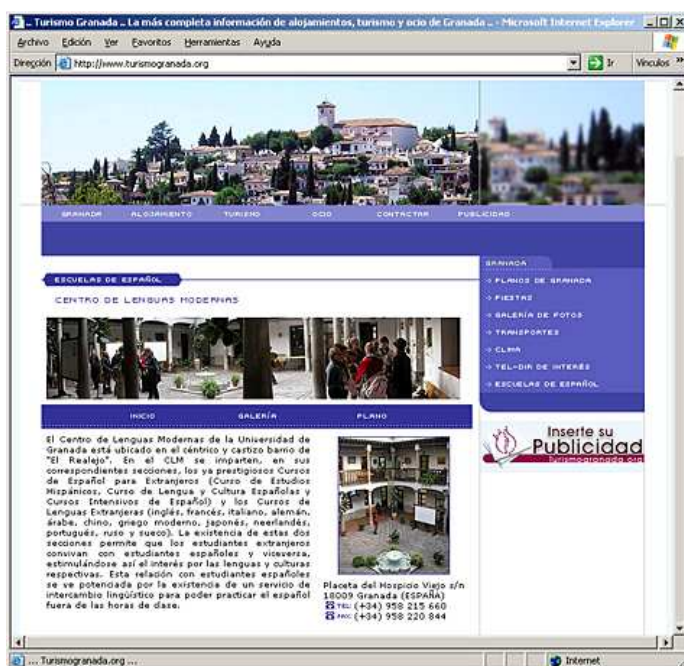 .. Turismo Granada .. La más completa información de alojamientos, turismo y ocio de Granada .. - Microsoft Internet Explorer
Archivo Edición Ver Favoritos Herramientas Ayuda
Dirección http://www.turismogranada.org Ir Vínculos »
GRANADA ALOJAMIENTO TURISMO OCIO CONTACTAR PUBLICIDAD
GRANADA
PLANOS DE GRANADA
FIESTAS
GALERÍA DE FOTOS
TRANSPORTES
CLIMA
TEL-DIR DE INTERÉS
ESCUELAS DE ESPAÑOL
Inserte su
Publicidad
Turismogranada.org
ESCUELAS DE ESPAÑOL
CENTRO DE LENGUAS MODERNAS
INICIO GALERÍA PLANO
El Centro de Lenguas Modernas de la Universidad de
Granada está ubicado en el céntrico y castizo barrio de
"El Realejo". En el CLM se imparten, en sus
correspondientes secciones, los ya prestigiosos Cursos
de Español para Extranjeros (Curso de Estudios
Hispánicos, Curso de Lengua y Cultura Españolas y
Cursos Intensivos de Español) y los Cursos de
Lenguas Extranjeras (inglés, francés, italiano, alemán,
árabe, chino, griego moderno, japonés, neerlandés,
portugués, ruso y sueco). La existencia de estas dos
secciones permite que los estudiantes extranjeros
convivan con estudiantes españoles y viceversa,
estimulándose así el interés por las lenguas y culturas
respectivas. Esta relación con estudiantes españoles
se ve potenciada por la existencia de un servicio de
intercambio lingüístico para poder practicar el español
fuera de las horas de clase.
Placeta del Hospicio Viejo s/n
18009 Granada (ESPAÑA)
TEL: (+34) 958 215 660
FAX: (+34) 958 220 844
... Turismogranada.org ... Internet